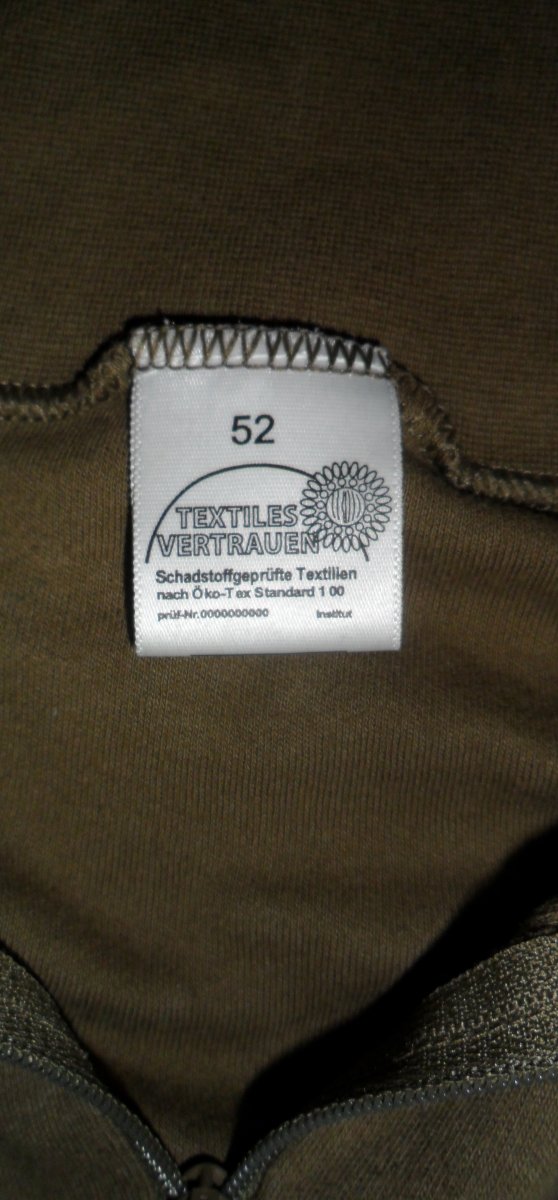 52
TEXTILES
VERTRAUEN
Schadstoffgeprüfte Textilien
nach Öko-Tex Standard 1 00
prüf-Nr.0000000000 Institut